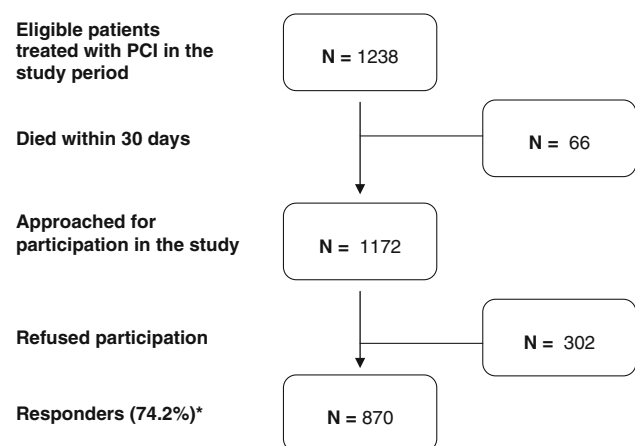 Eligible patients
treated with PCI in the
study period
N = 1238
Died within 30 days
N = 66
Approached for
participation in the study
N = 1172
Refused participation
N = 302
Responders (74.2%)*
N = 870